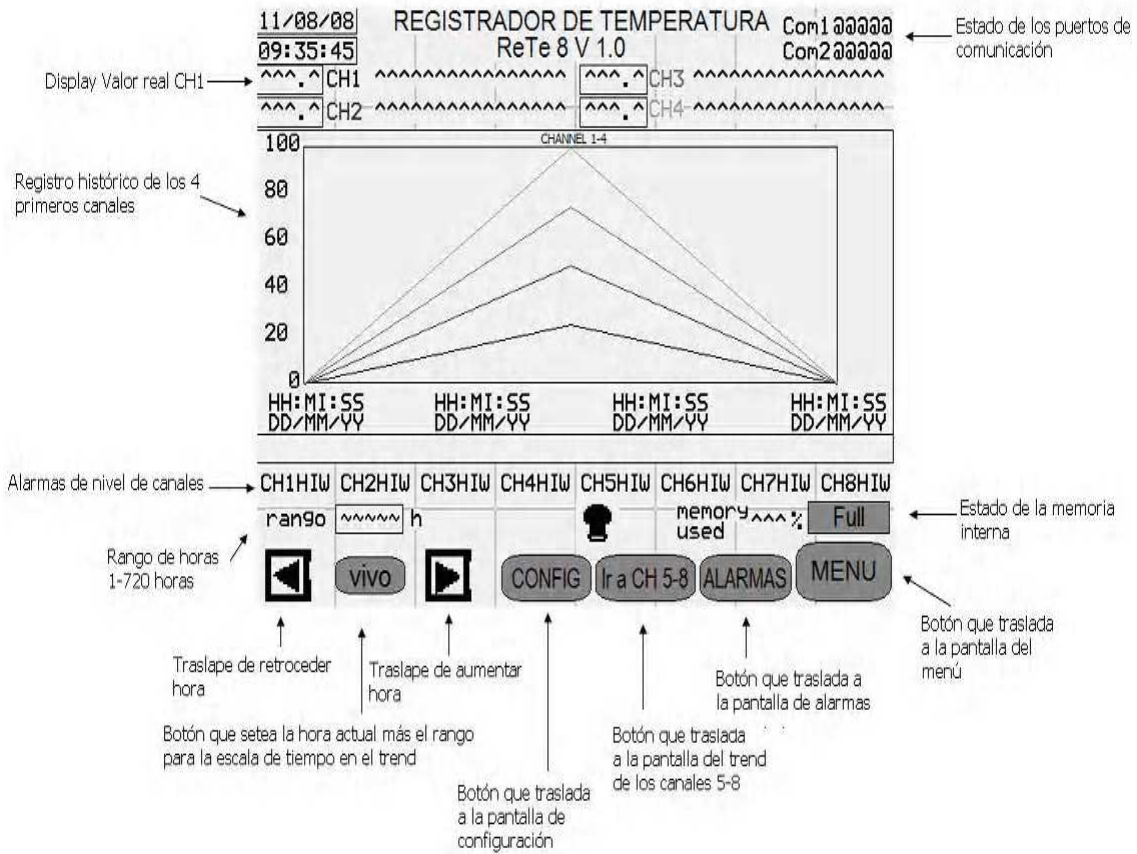 11/08/08 REGISTRADOR DE TEMPERATURA Com1@@@@@
09:35:45 ReTe 8 V 1.0 Com2@@@@@
Estado de los puertos de
comunicación
Display Valor real CH1
^^^.^ CH1 ^^^^^^^^^^^^^^^^ ^^^.^ CH3 ^^^^^^^^^^^^^^^^
^^^.^ CH2 ^^^^^^^^^^^^^^^^ ^^^.^ CH4 ^^^^^^^^^^^^^^^^
CHANNEL 1-4
100
80
60
40
20
0
Registro histórico de los 4
primeros canales
HH:MI:SS HH:MI:SS HH:MI:SS HH:MI:SS
DD/MM/YY DD/MM/YY DD/MM/YY DD/MM/YY
Alarmas de nivel de canales
CH1HIW CH2HIW CH3HIW CH4HIW CH5HIW CH6HIW CH7HIW CH8HIW
rango ^^^^^ h memory used ^^^% Full
Estado de la memoria
interna
Rango de horas
1-720 horas
vivo CONFIG Ir a CH 5-8 ALARMAS MENU
Botón que traslada
a la pantalla del
menú
Traslape de retroceder
hora
Traslape de aumentar
hora
Botón que traslada a
la pantalla de alarmas
Botón que setea la hora actual más el rango
para la escala de tiempo en el trend
Botón que traslada
a la pantalla del trend
de los canales 5-8
Botón que traslada
a la pantalla de
configuración